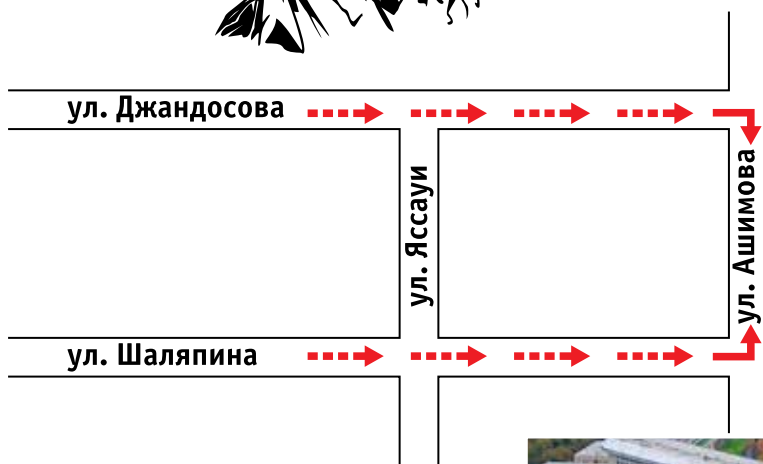 ул. Джандосова
ул. Яссауи
ул. Ашимова
ул. Шаляпина